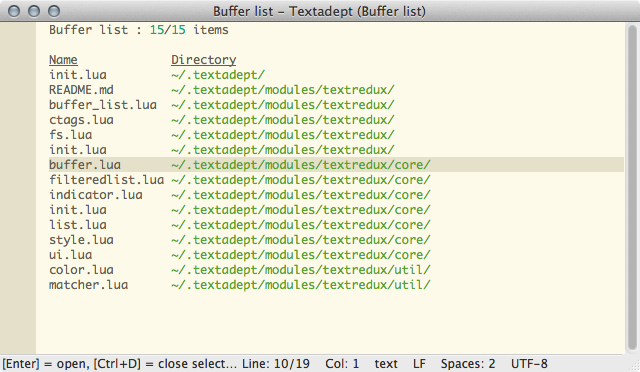 Buffer list - Textadept (Buffer list)
Buffer list : 15/15 items
Name Directory
init.lua ~/.textadept/
README.md ~/.textadept/modules/textredux/
buffer_list.lua ~/.textadept/modules/textredux/
ctags.lua ~/.textadept/modules/textredux/
fs.lua ~/.textadept/modules/textredux/
init.lua ~/.textadept/modules/textredux/
buffer.lua ~/.textadept/modules/textredux/core/
filteredlist.lua ~/.textadept/modules/textredux/core/
indicator.lua ~/.textadept/modules/textredux/core/
init.lua ~/.textadept/modules/textredux/core/
list.lua ~/.textadept/modules/textredux/core/
style.lua ~/.textadept/modules/textredux/core/
ui.lua ~/.textadept/modules/textredux/core/
color.lua ~/.textadept/modules/textredux/util/
matcher.lua ~/.textadept/modules/textredux/util/
[Enter] = open, [Ctrl+D] = close select... Line: 10/19 Col: 1 text LF Spaces: 2 UTF-8